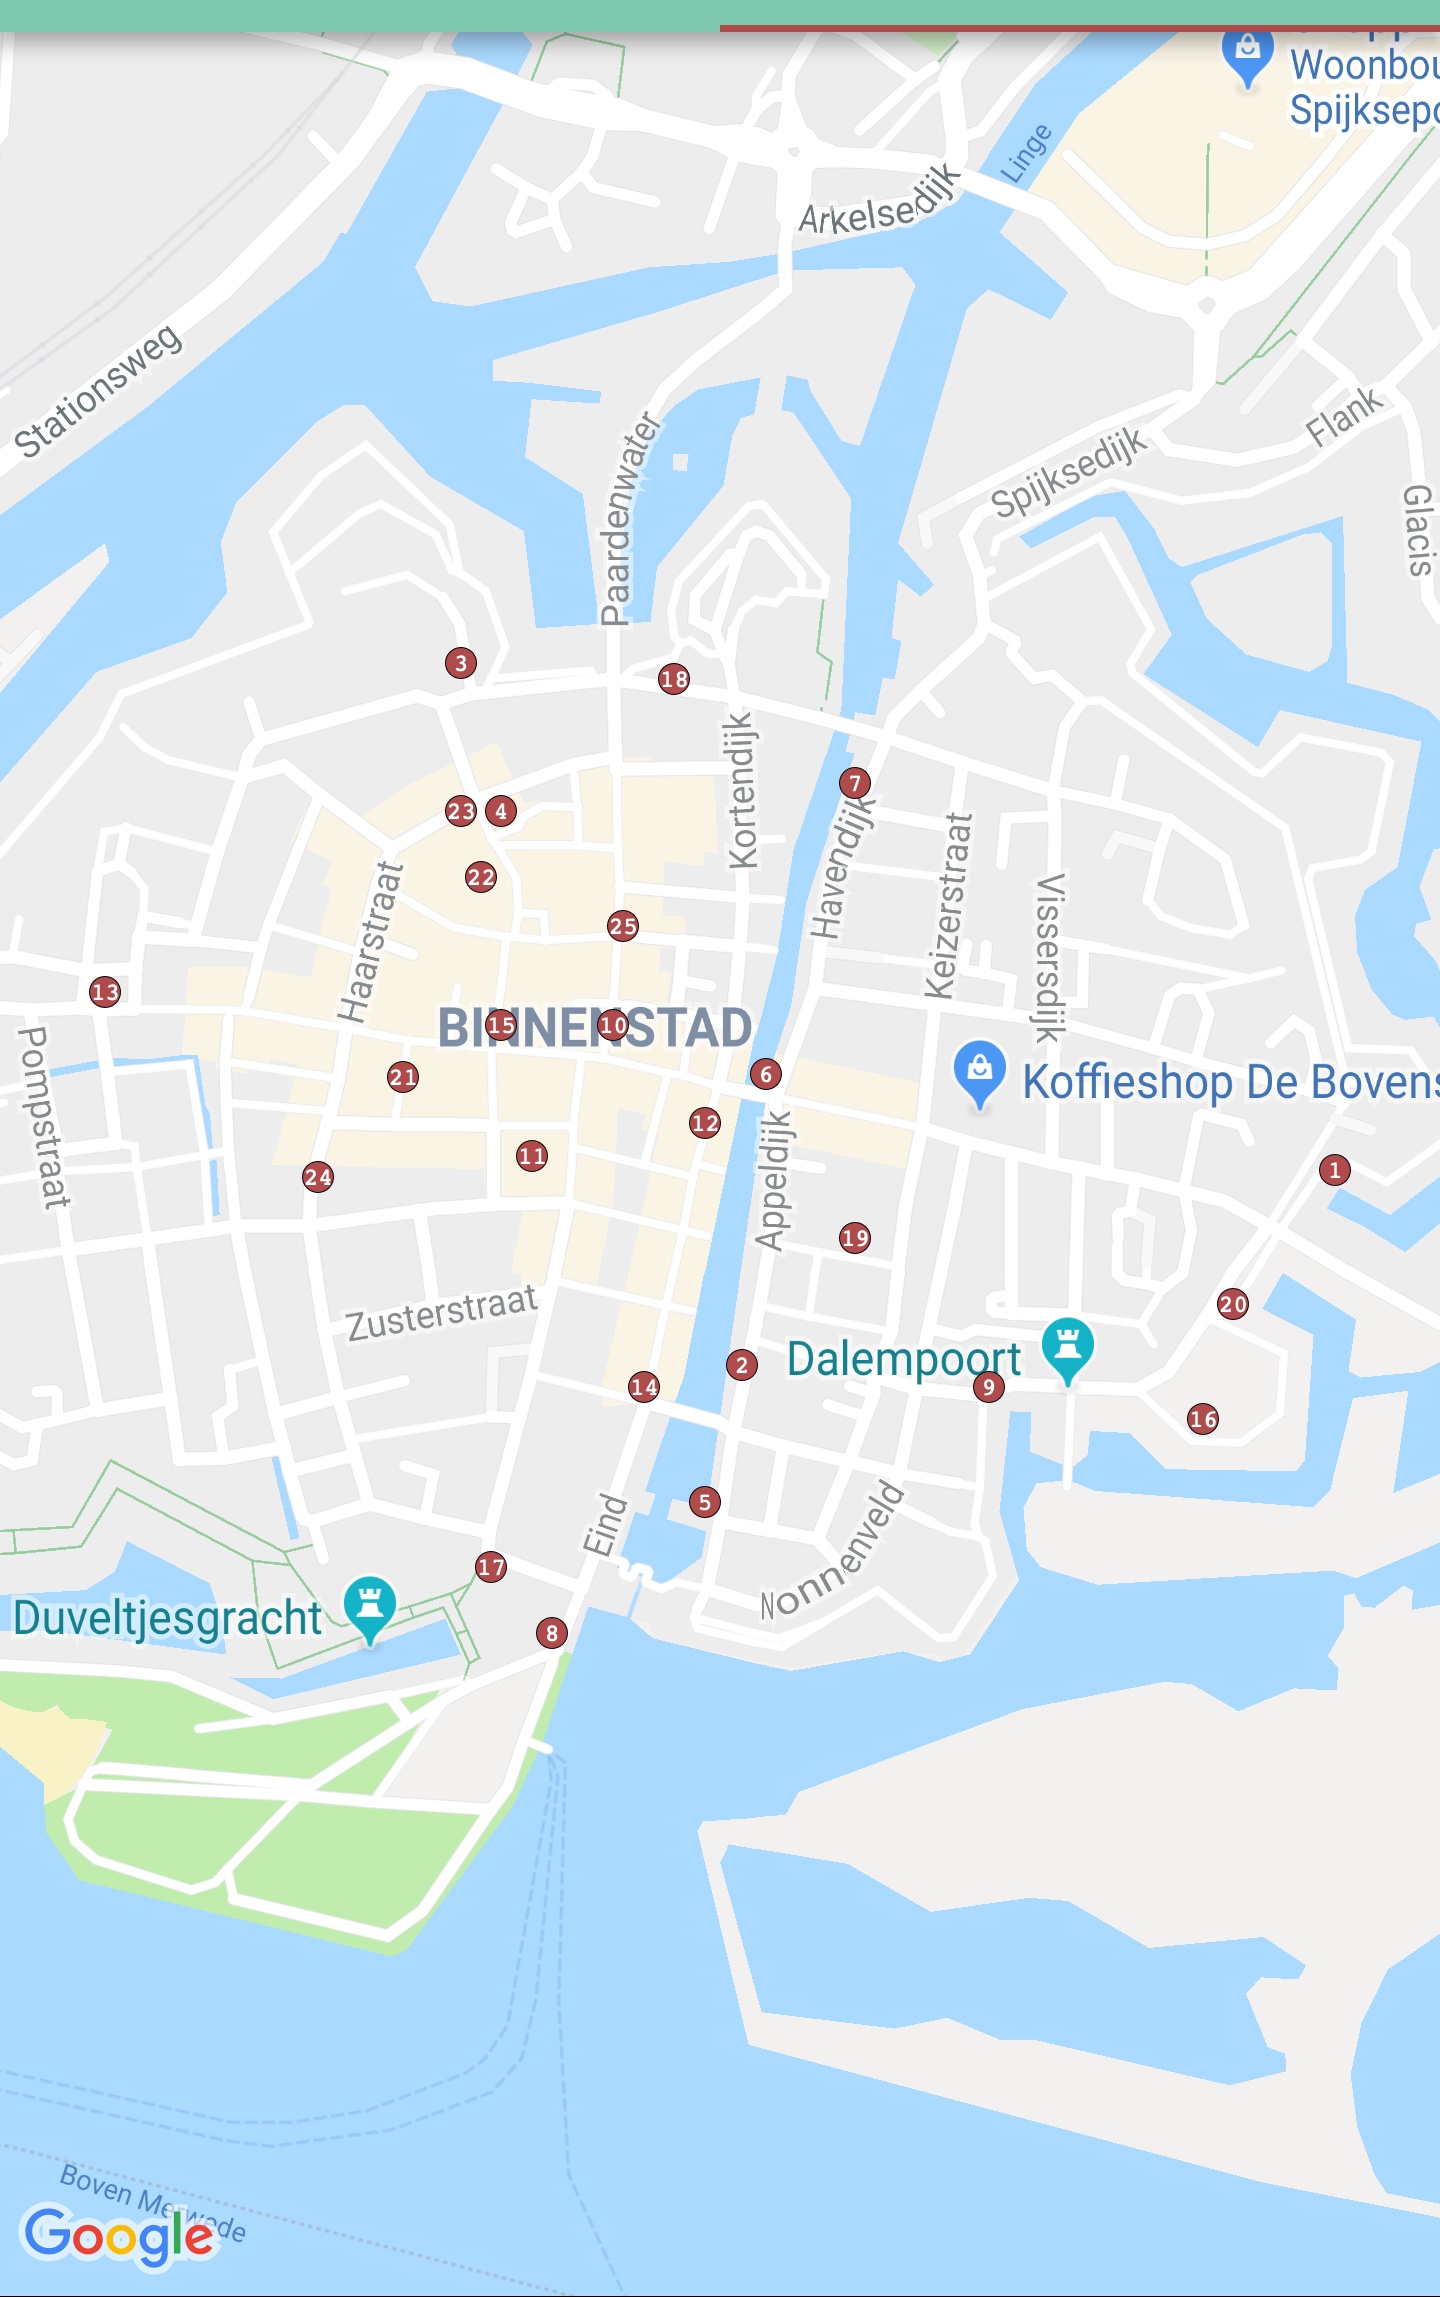 Woonbou
Spijksepo
Linge
Arkelsedijk
Stationsweg
Flank
Spijksedijk
Paardenwater
Glacis
3
18
Kortendijk
7
23
4
Havendijk
Keizerstraat
22
Haarstraat
Vissersdijk
25
13
BINNENSTAD
15
10
Pompstraat
21
6
Koffieshop De Bovens
12
Appeldijk
11
24
1
19
Zusterstraat
20
2
Dalempoort
14
9
16
Eind
5
Nonnenveld
17
Duveltjesgracht
8
Boven Merwede
Google